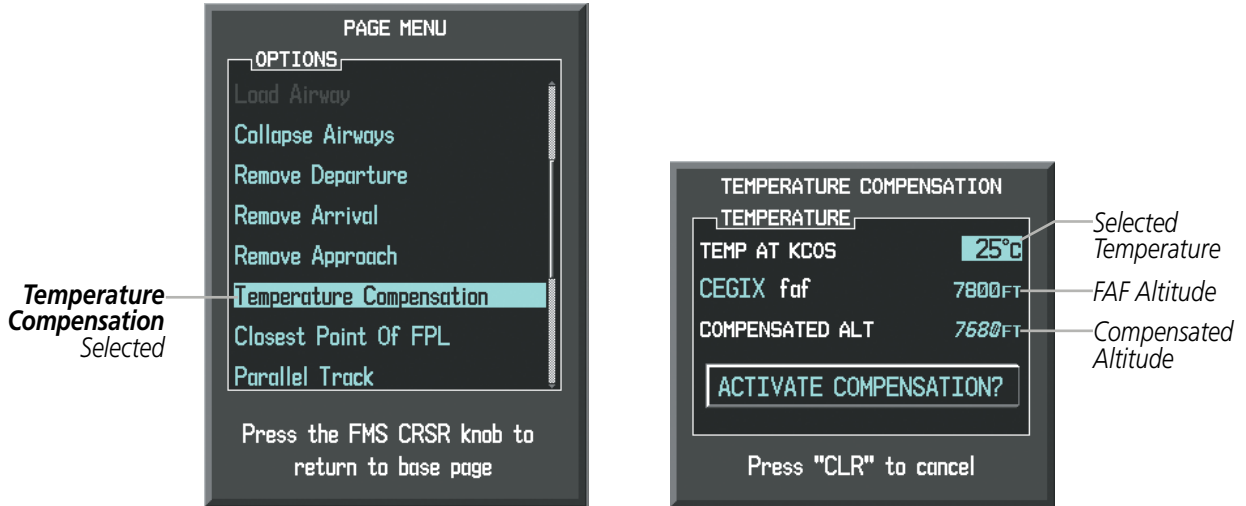 PAGE MENU
OPTIONS
Load Airway
Collapse Airways
Remove Departure
Remove Arrival
Remove Approach
Temperature Compensation
Closest Point Of FPL
Parallel Track
Press the FMS CRSR knob to
return to base page
Temperature
Compensation
Selected
TEMPERATURE COMPENSATION
TEMPERATURE
TEMP AT KCOS 25°C
CEGIX faf 7800FT
COMPENSATED ALT 7680FT
ACTIVATE COMPENSATION?
Press "CLR" to cancel
Selected
Temperature
FAF Altitude
Compensated
Altitude